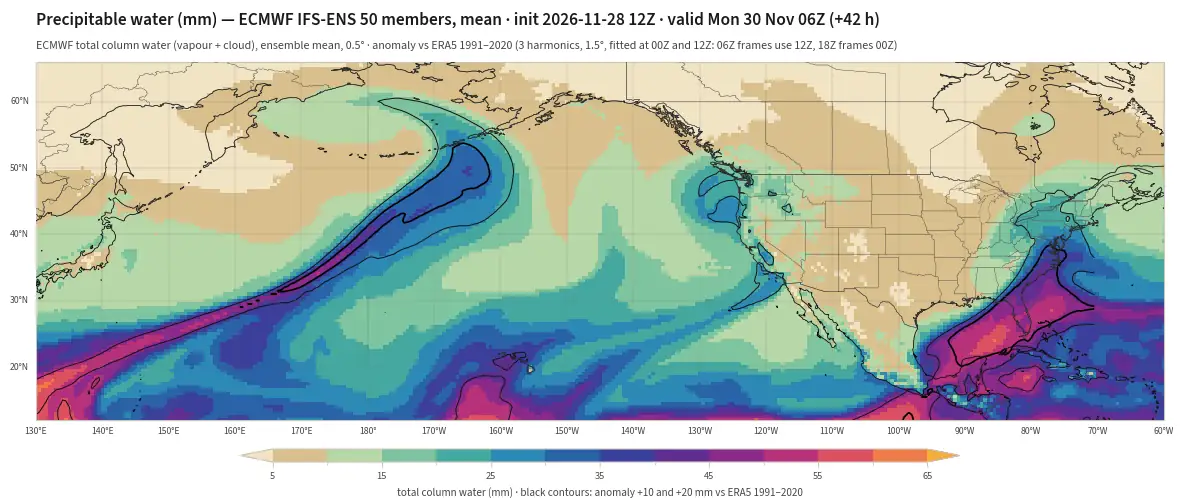 Precipitable water (mm) — ECMWF IFS-ENS 50 members, mean · init 2026-11-28 12Z · valid Mon 30 Nov 06Z (+42 h)
ECMWF total column water (vapour + cloud), ensemble mean, 0.5° · anomaly vs ERA5 1991–2020 (3 harmonics, 1.5°, fitted at 00Z and 12Z: 06Z frames use 12Z, 18Z frames 00Z)
60°N
50°N
40°N
30°N
20°N
130°E 140°E 150°E 160°E 170°E 180° 170°W 160°W 150°W 140°W 130°W 120°W 110°W 100°W 90°W 80°W 70°W 60°W
5 15 25 35 45 55 65
total column water (mm) · black contours: anomaly +10 and +20 mm vs ERA5 1991–2020